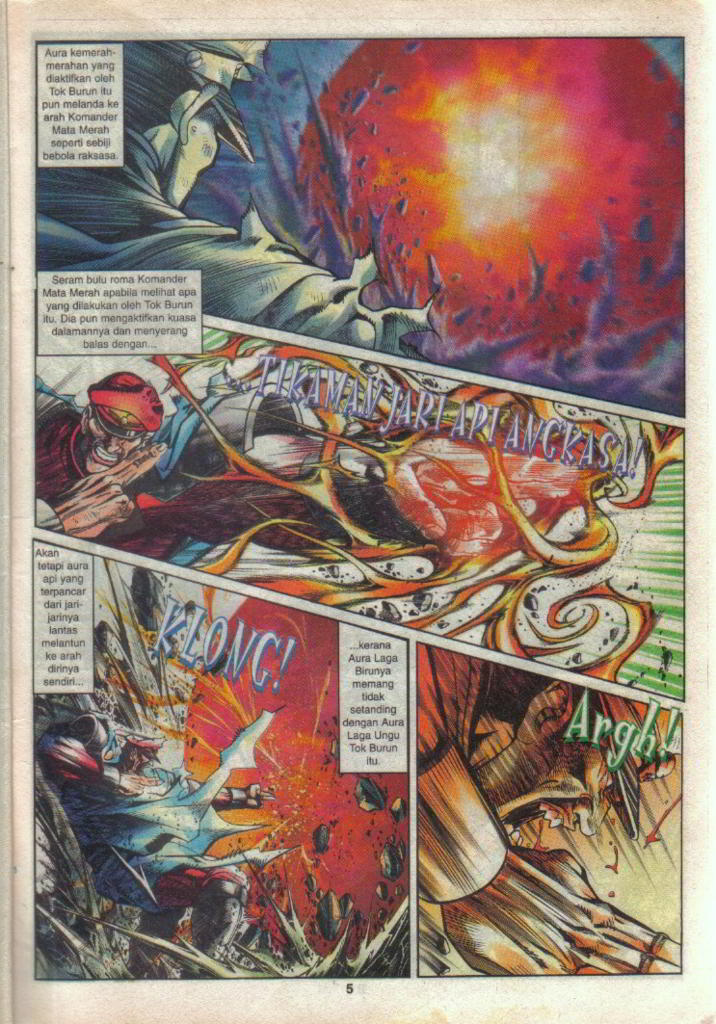 Aura kemerah-
merahan yang
diaktifkan oleh
Tok Burun itu
pun melanda ke
arah Komander
Mata Merah
seperti sebiji
bebola raksasa.
Seram bulu roma Komander
Mata Merah apabila melihat apa
yang dilakukan oleh Tok Burun
itu. Dia pun mengaktifkan kuasa
dalamannya dan menyerang
balas dengan...
...TIKAMAN JARI API ANGKASA!
Akan
tetapi aura
api yang
terpancar
dari jari-
jarinya
lantas
melantun
ke arah
dirinya
sendiri...
KLONG!
...kerana
Aura Laga
Birunya
memang
tidak
setanding
dengan Aura
Laga Ungu
Tok Burun
itu.
Argh!
5